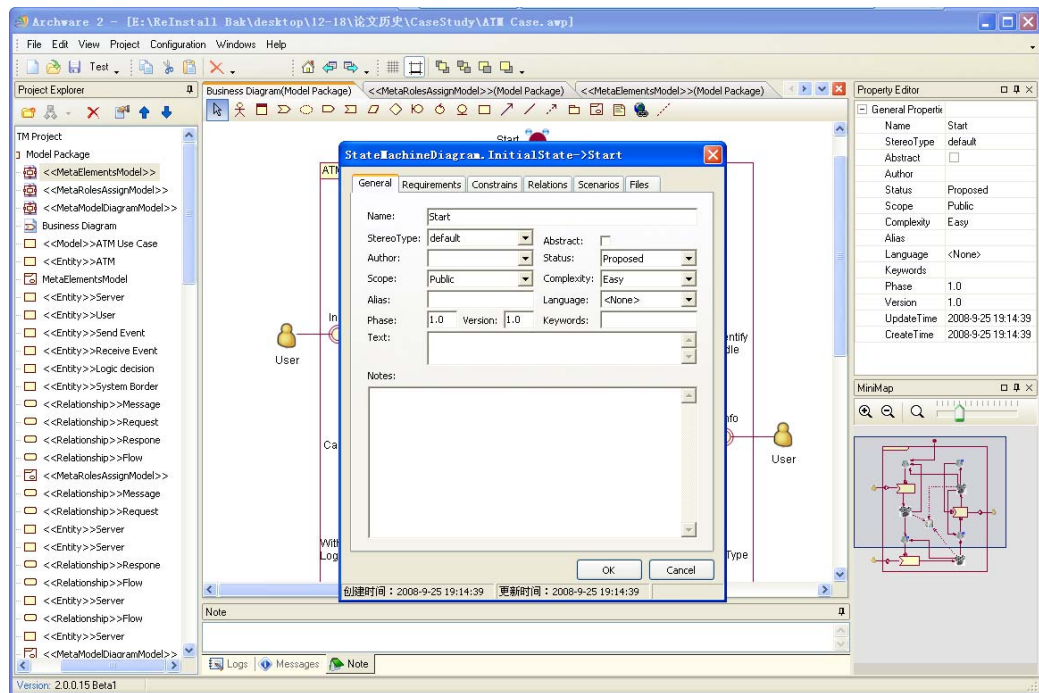 Archware 2 - [E:\ReInstall Bak\desktop\12-18\论文历史\CaseStudy\ATM Case.awp]
File Edit View Project Configuration Windows Help
Test
Project Explorer
Business Diagram(Model Package) <<MetaRolesAssignModel>>(Model Package) <<MetaElementsModel>>(Model Package)
Property Editor
TM Project
Model Package
<<MetaElementsModel>>
<<MetaRolesAssignModel>>
<<MetaModelDiagramModel>>
Business Diagram
<<Model>>ATM Use Case
<<Entity>>ATM
MetaElementsModel
<<Entity>>Server
<<Entity>>User
<<Entity>>Send Event
<<Entity>>Receive Event
<<Entity>>Logic decision
<<Entity>>System Border
<<Relationship>>Message
<<Relationship>>Request
<<Relationship>>Respone
<<Relationship>>Flow
<<MetaRolesAssignModel>>
<<Relationship>>Message
<<Relationship>>Request
<<Entity>>Server
<<Entity>>Server
<<Relationship>>Respone
<<Relationship>>Flow
<<Entity>>Server
<<Relationship>>Flow
<<Entity>>Server
<<MetaModelDiagramModel>>
Start
ATM
In
User
Ca
With
Log
entify
dle
nfo
User
Type
StateMachineDiagram.InitialState->Start
General Requirements Constrains Relations Scenarios Files
Name: Start
StereoType: default Abstract:
Author: Status: Proposed
Scope: Public Complexity: Easy
Alias: Language: <None>
Phase: 1.0 Version: 1.0 Keywords:
Text:
Notes:
OK Cancel
创建时间：2008-9-25 19:14:39 更新时间：2008-9-25 19:14:39
General Propertie
Name Start
StereoType default
Abstract
Author
Status Proposed
Scope Public
Complexity Easy
Alias
Language <None>
Keywords
Phase 1.0
Version 1.0
UpdateTime 2008-9-25 19:14:39
CreateTime 2008-9-25 19:14:39
MiniMap
Note
Logs Messages Note
Version: 2.0.0.15 Beta1